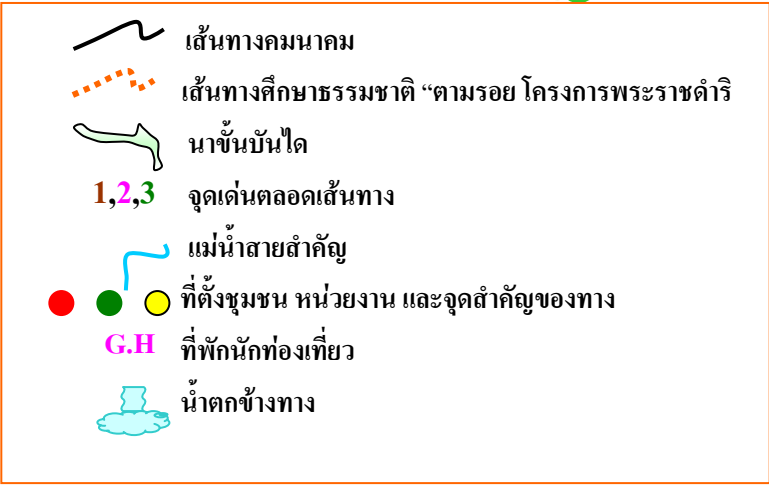 เส้นทางคมนาคม
เส้นทางศึกษาธรรมชาติ “ตามรอย โครงการพระราชดำริ
นาขั้นบันได
1,2,3 จุดเด่นตลอดเส้นทาง
แม่น้ำสายสำคัญ
ที่ตั้งชุมชน หน่วยงาน และจุดสำคัญของทาง
G.H ที่พักนักท่องเที่ยว
น้ำตกข้างทาง